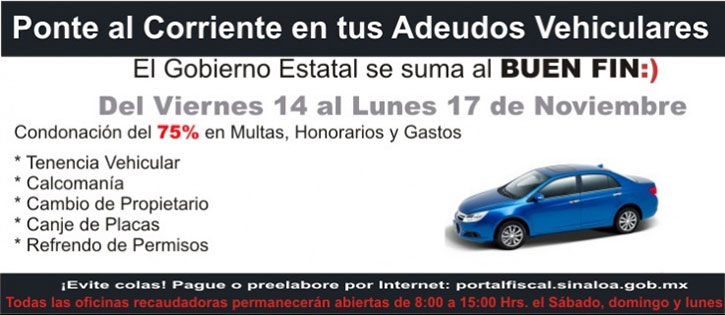 Ponte al Corriente en tus Adeudos Vehiculares
El Gobierno Estatal se suma al BUEN FIN:)
Del Viernes 14 al Lunes 17 de Noviembre
Condonación del 75% en Multas, Honorarios y Gastos
* Tenencia Vehicular
* Calcomanía
* Cambio de Propietario
* Canje de Placas
* Refrendo de Permisos
¡Evite colas! Pague o preelabore por Internet: portalfiscal.sinaloa.gob.mx
Todas las oficinas recaudadoras permanecerán abiertas de 8:00 a 15:00 Hrs. el Sábado, domingo y lunes